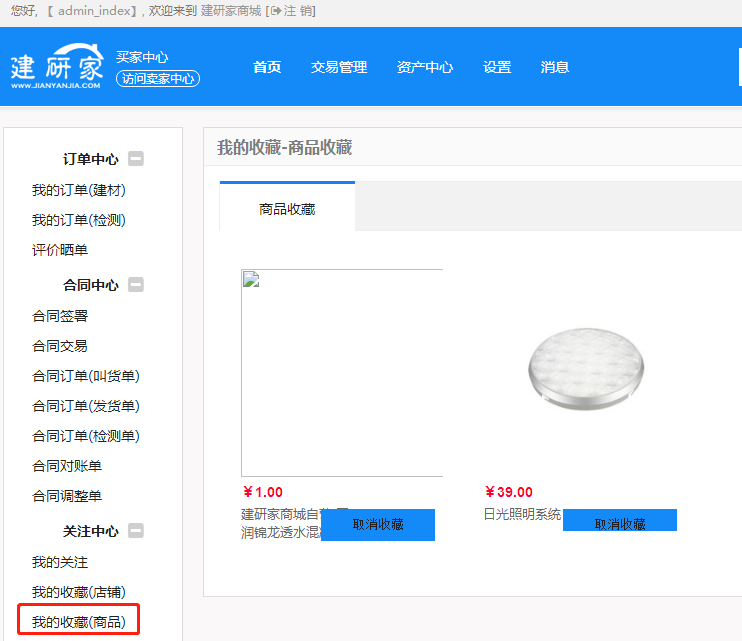 您好, 【 admin_index】, 欢迎来到 建研家商城 [注 销]
建研家
WWW.JIANYANJIA.COM
买家中心
访问卖家中心
首页 交易管理 资产中心 设置 消息
订单中心
我的订单(建材)
我的订单(检测)
评价晒单
合同中心
合同签署
合同交易
合同订单(叫货单)
合同订单(发货单)
合同订单(检测单)
合同对账单
合同调整单
关注中心
我的关注
我的收藏(店铺)
我的收藏(商品)
我的收藏-商品收藏
商品收藏
¥1.00
建研家商城自
润锦龙透水混
取消收藏
¥39.00
日光照明系统
取消收藏